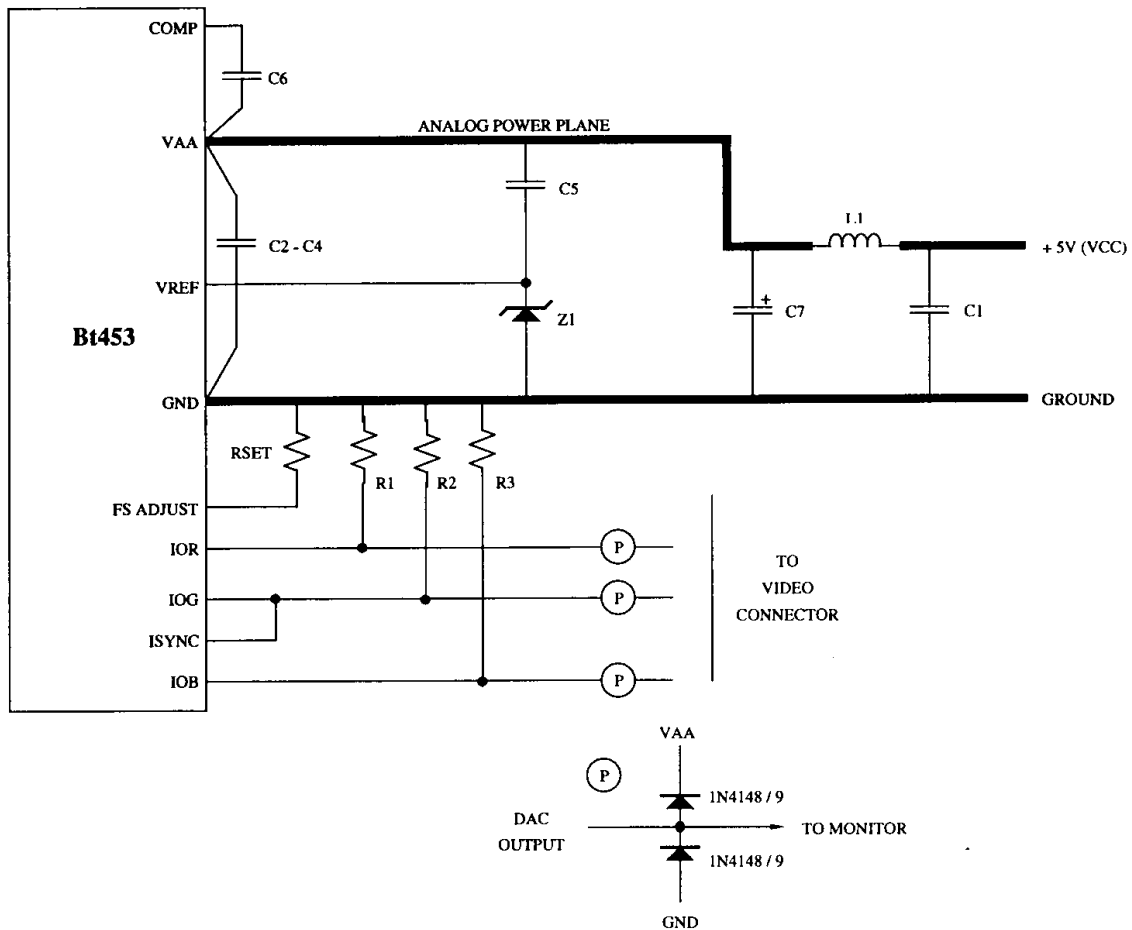 COMP
C6
ANALOG POWER PLANE
VAA
C5
L1
C2 - C4
+ 5V (VCC)
VREF
Z1
+
C7
C1
Bt453
GND
GROUND
RSET
R1
R2
R3
FS ADJUST
IOR
P
TO
VIDEO
CONNECTOR
IOG
P
ISYNC
IOB
P
VAA
P
1N4148 / 9
DAC
OUTPUT
TO MONITOR
1N4148 / 9
GND